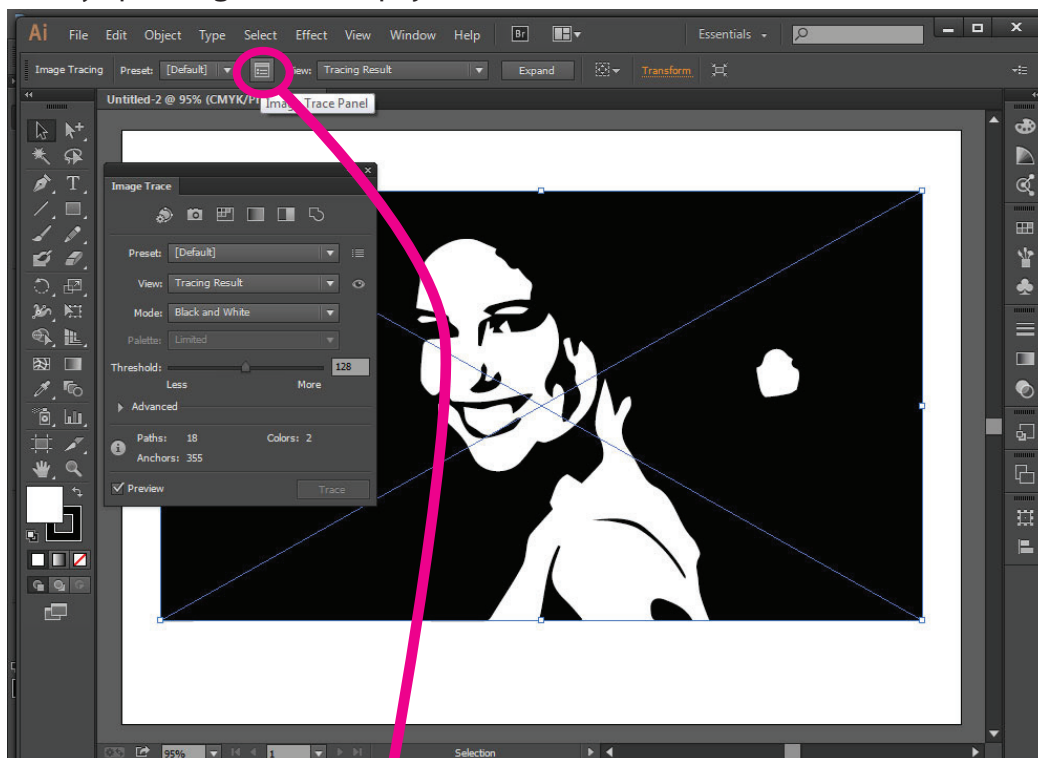 Ai File Edit Object Type Select Effect View Window Help Br Essentials
Image Tracing Preset: [Default] View: Tracing Result Expand Transform
Untitled-2 @ 95% (CMYK/
Image Trace Panel
Image Trace
Preset: [Default]
View: Tracing Result
Mode: Black and White
Palette: Limited
Threshold: 128
Less More
Advanced
Paths: 18 Colors: 2
Anchors: 355
Preview Trace
95% 1 Selection